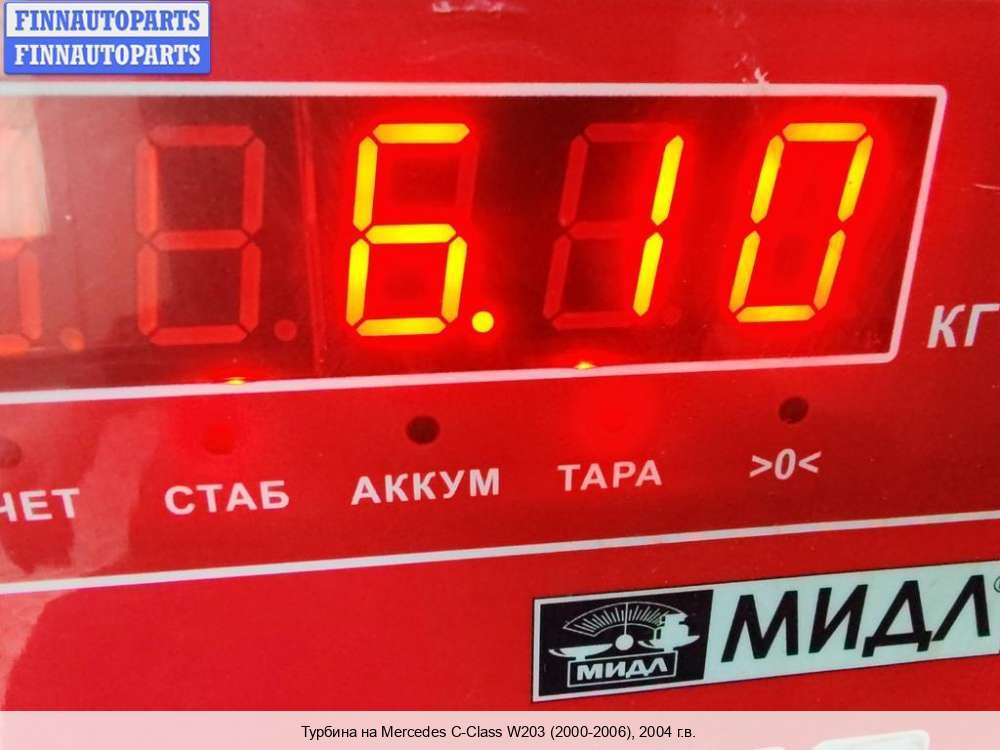 FINNAUTOPARTS
FINNAUTOPARTS
6.10
КГ
ЧЕТ СТАБ АККУМ ТАРА >0<
МИДЛ МИДЛ®
Турбина на Mercedes C-Class W203 (2000-2006), 2004 г.в.